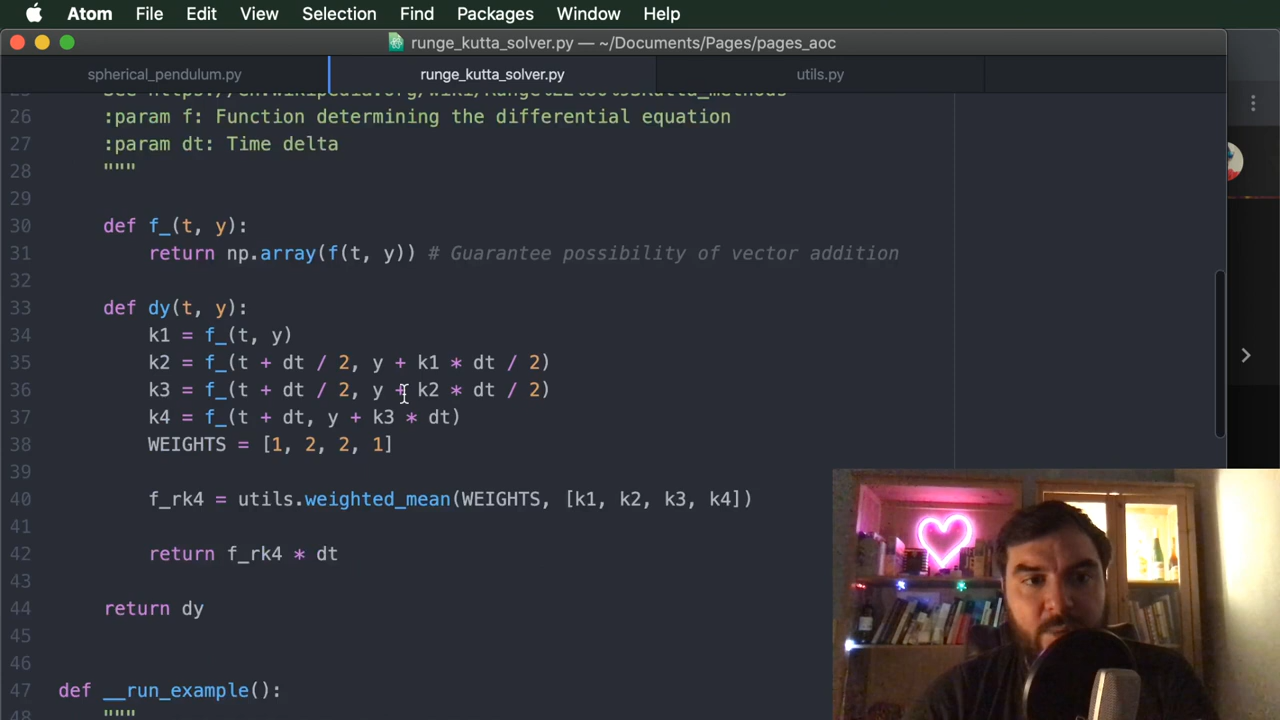 Atom File Edit View Selection Find Packages Window Help
runge_kutta_solver.py — ~/Documents/Pages/pages_aoc
spherical_pendulum.py runge_kutta_solver.py utils.py
26 :param f: Function determining the differential equation
27 :param dt: Time delta
28 """
29
30 def f_(t, y):
31 return np.array(f(t, y)) # Guarantee possibility of vector addition
32
33 def dy(t, y):
34 k1 = f_(t, y)
35 k2 = f_(t + dt / 2, y + k1 * dt / 2)
36 k3 = f_(t + dt / 2, y + k2 * dt / 2)
37 k4 = f_(t + dt, y + k3 * dt)
38 WEIGHTS = [1, 2, 2, 1]
39
40 f_rk4 = utils.weighted_mean(WEIGHTS, [k1, k2, k3, k4])
41
42 return f_rk4 * dt
43
44 return dy
45
46
47 def __run_example():
48 """